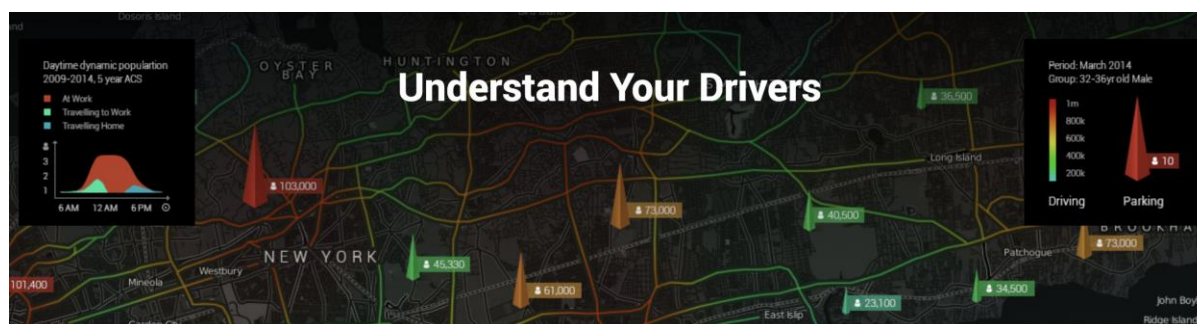 Dosoris Island
Daytime dynamic popultation
2009-2014, 5 year ACS
At Work
Travelling to Work
Travelling Home
3
2
1
6 AM 12 AM 6 PM
OYSTER
BAY
HUNTINGTON
Understand Your Drivers
36,500
Period: March 2014
Group: 32-36yr old Male
1m
800k
600k
400k
200k
10
Driving Parking
Long Island
103,000
73,000
40,500
BROOKHA
73,000
NEW YORK
45,330
Patchogue
Westbury
101,400
Mineola
61,000
34,500
23,100
East Islip
John Boyl
Ridge Island
Garden City